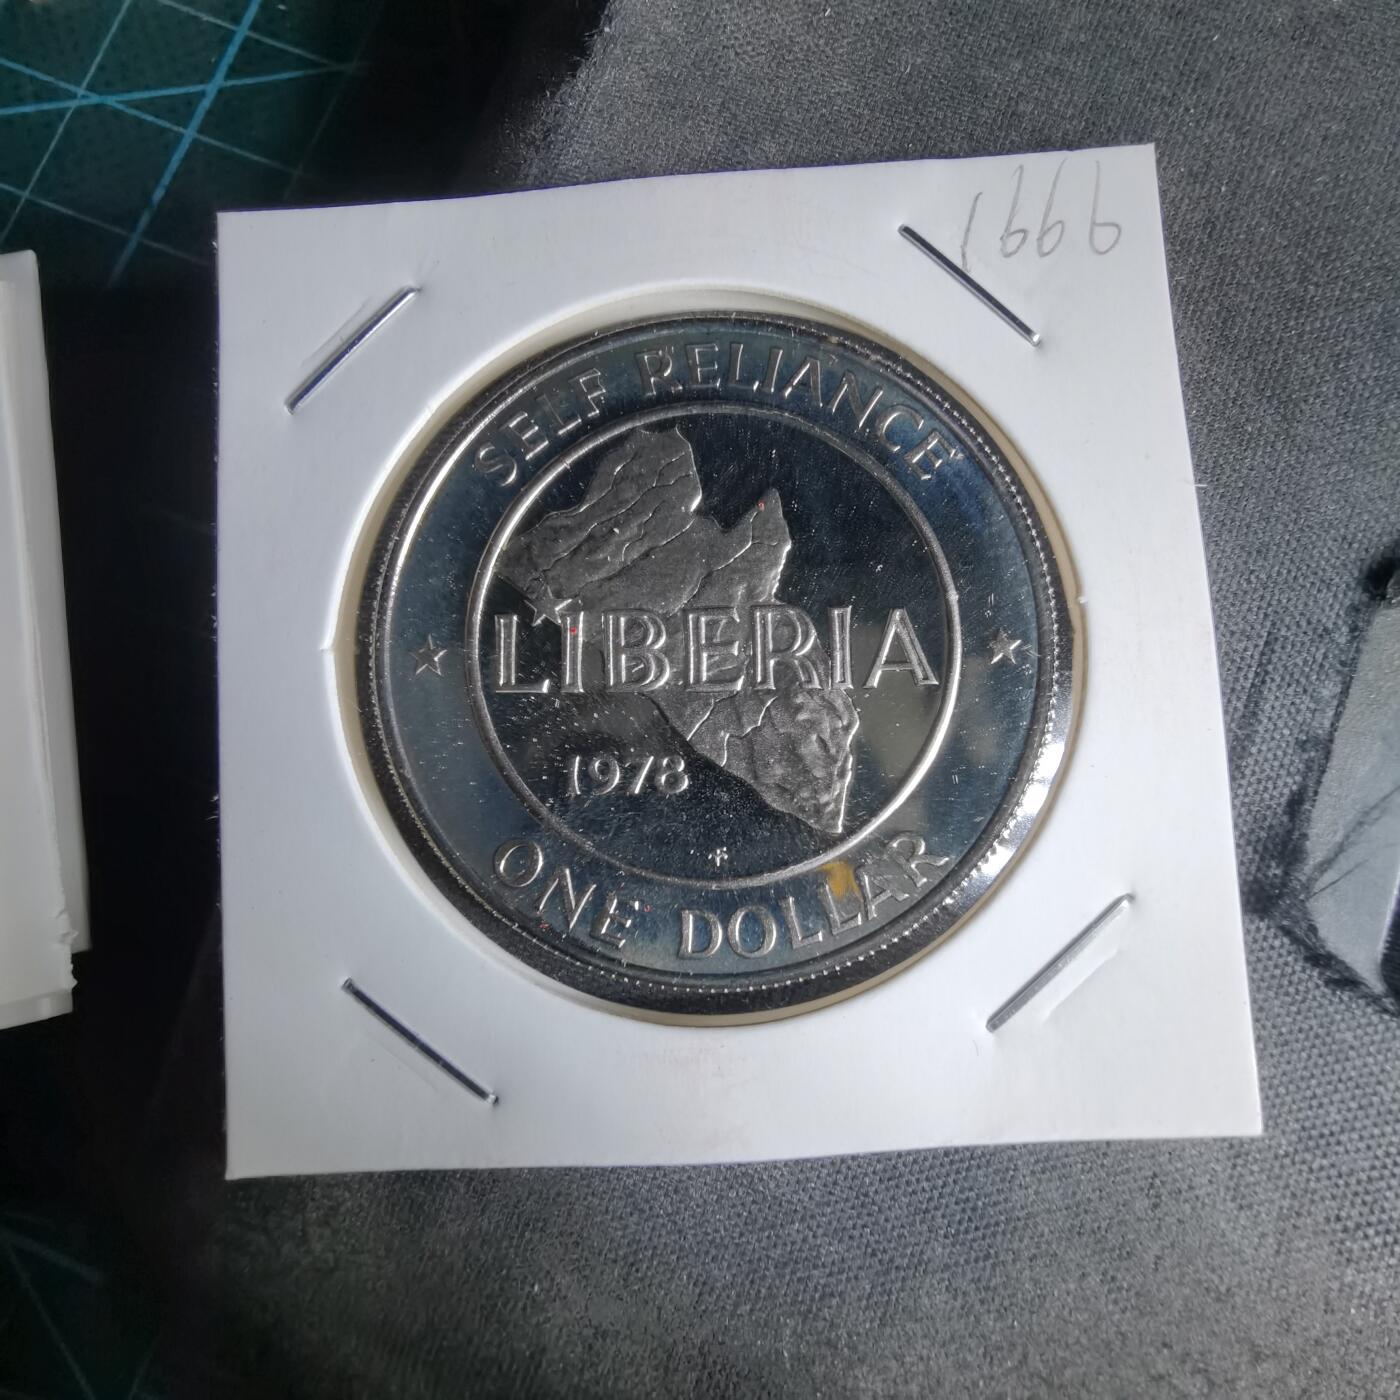 1666
SELF RELIANCE
LIBERIA
1978
ONE DOLLAR